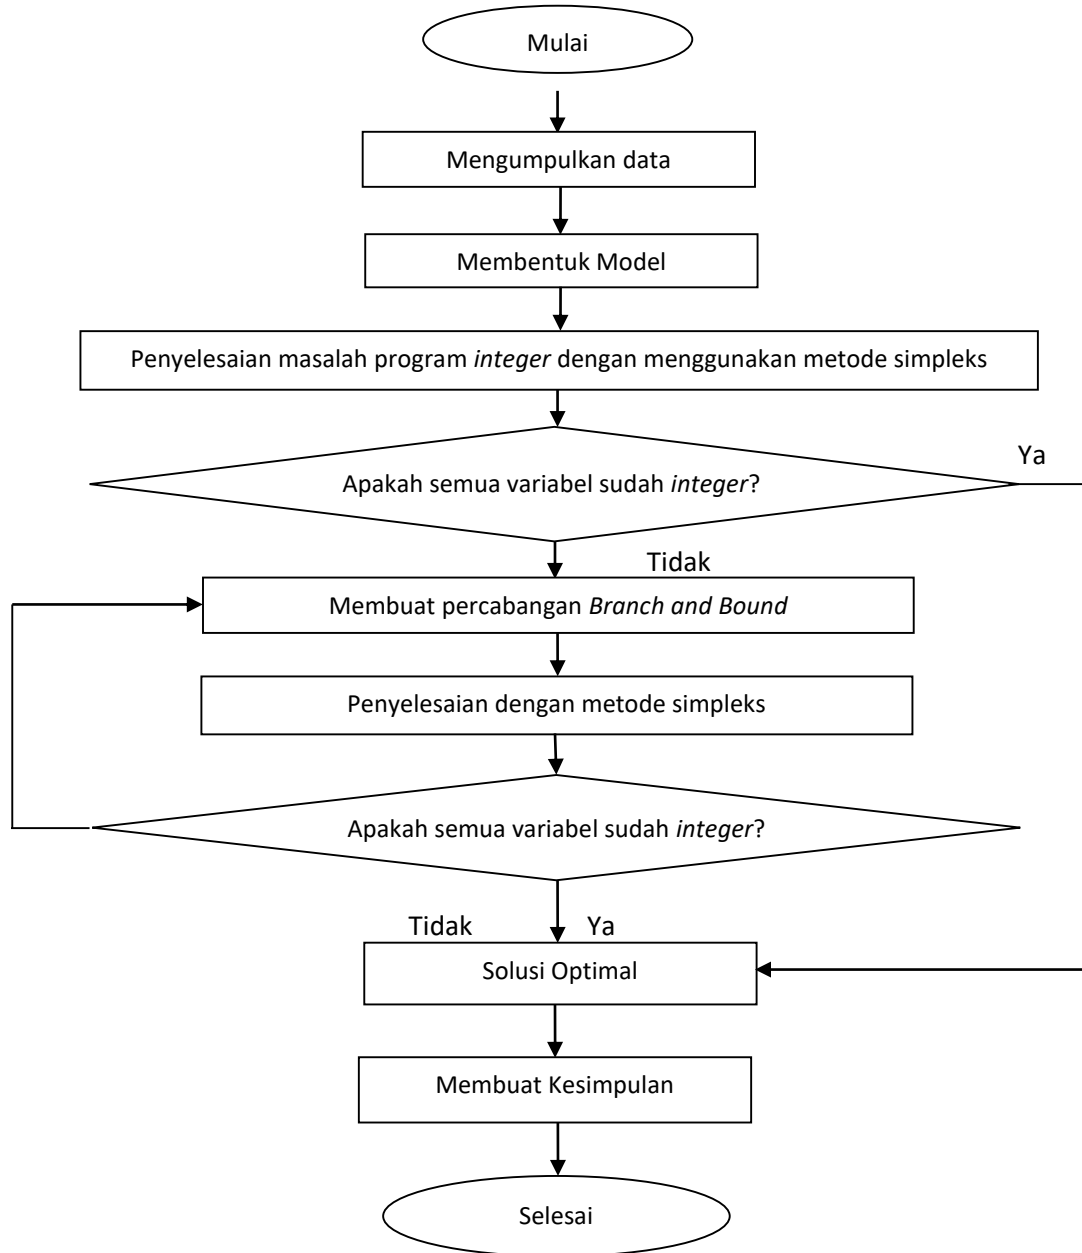 Mulai
Mengumpulkan data
Membentuk Model
Penyelesaian masalah program integer dengan menggunakan metode simpleks
Ya
Apakah semua variabel sudah integer?
Tidak
Membuat percabangan Branch and Bound
Penyelesaian dengan metode simpleks
Apakah semua variabel sudah integer?
Tidak Ya
Solusi Optimal
Membuat Kesimpulan
Selesai